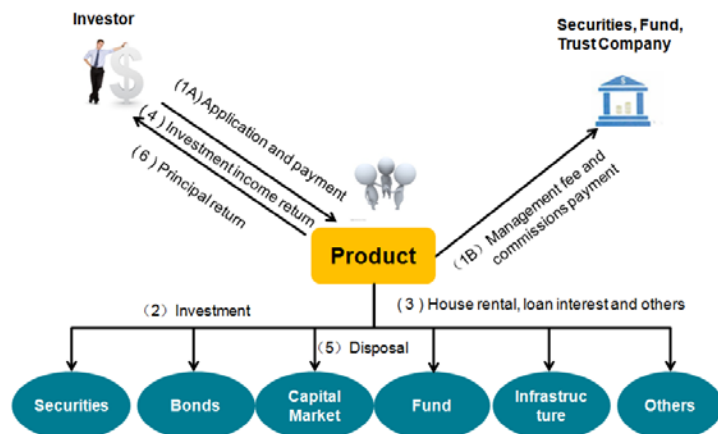 Investor
Securities, Fund,
Trust Company
$
(1A) Application and payment
(4) Investment income return
(6) Principal return
(1B) Management fee and
commissions payment
Product
(2) Investment
(3) House rental, loan interest and others
(5) Disposal
Securities
Bonds
Capital
Market
Fund
Infrastruc
ture
Others